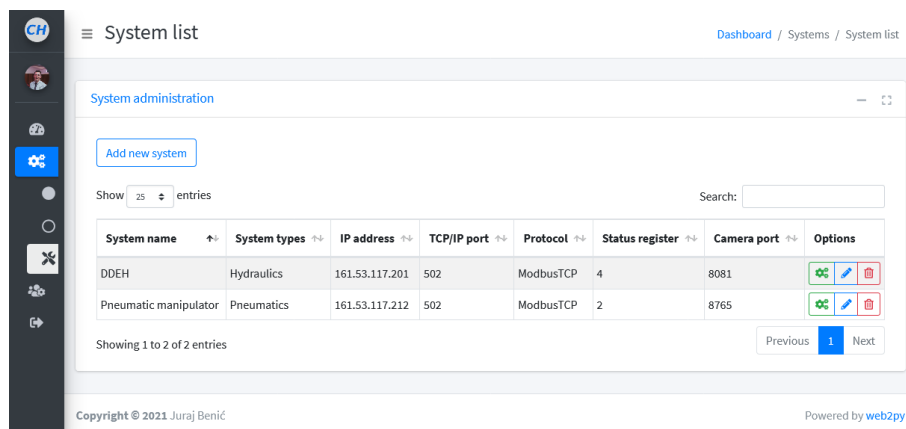 CH
System list
Dashboard / Systems / System list
System administration
Add new system
Show 25 entries
Search:
System name System types IP address TCP/IP port Protocol Status register Camera port Options
DDEH Hydraulics 161.53.117.201 502 ModbusTCP 4 8081
Pneumatic manipulator Pneumatics 161.53.117.212 502 ModbusTCP 2 8765
Showing 1 to 2 of 2 entries
Previous 1 Next
Copyright © 2021 Juraj Benić
Powered by web2py